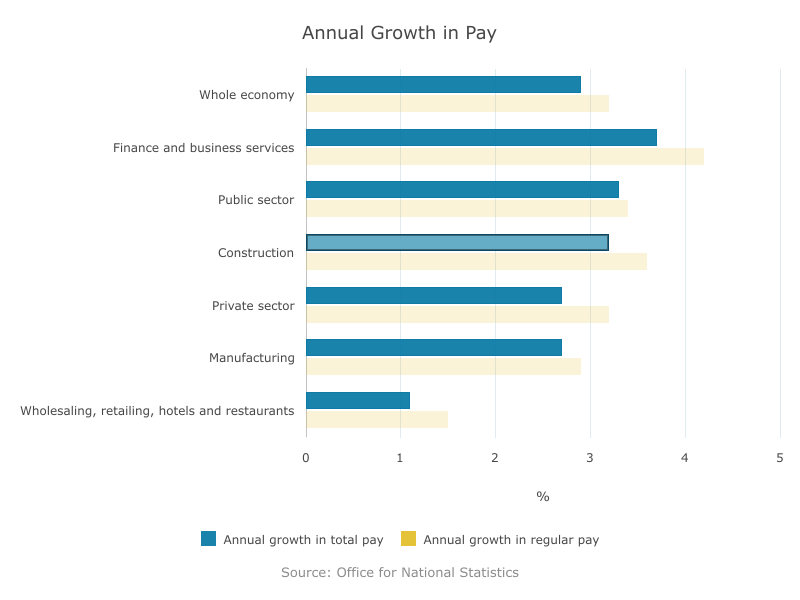 Annual Growth in Pay
Whole economy
Finance and business services
Public sector
Construction
Private sector
Manufacturing
Wholesaling, retailing, hotels and restaurants
0 1 2 3 4 5
%
Annual growth in total pay Annual growth in regular pay
Source: Office for National Statistics